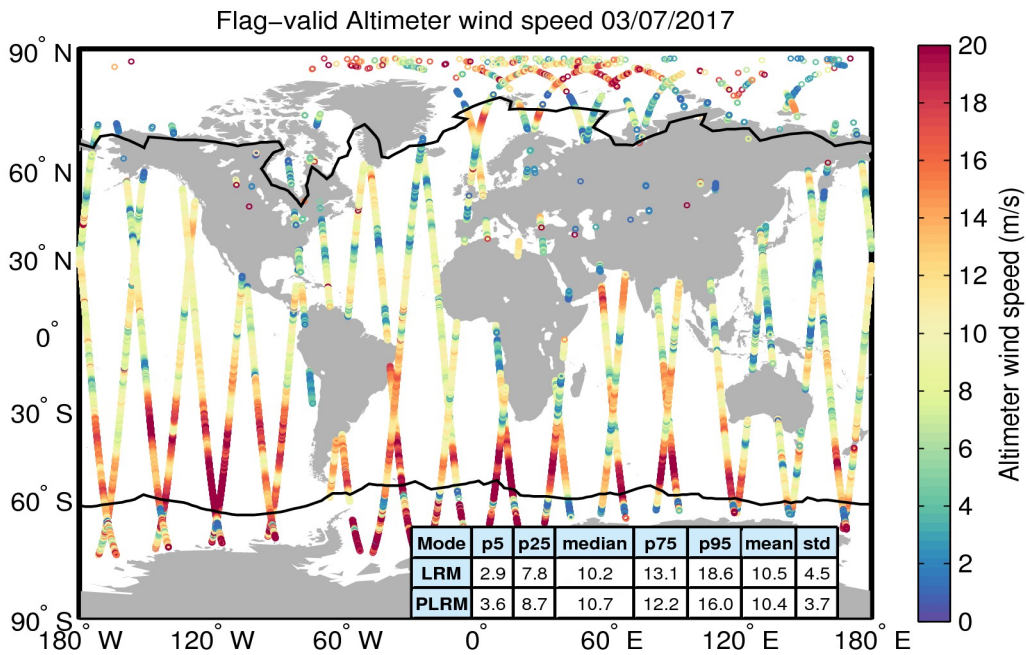 Flag−valid Altimeter wind speed 03/07/2017
90° N
60° N
30° N
0°
30° S
60° S
90° S
180° W 120° W 60° W 0° 60° E 120° E 180° E
Mode p5 p25 median p75 p95 mean std
LRM 2.9 7.8 10.2 13.1 18.6 10.5 4.5
PLRM 3.6 8.7 10.7 12.2 16.0 10.4 3.7
20
18
16
14
12
10
8
6
4
2
0
Altimeter wind speed (m/s)